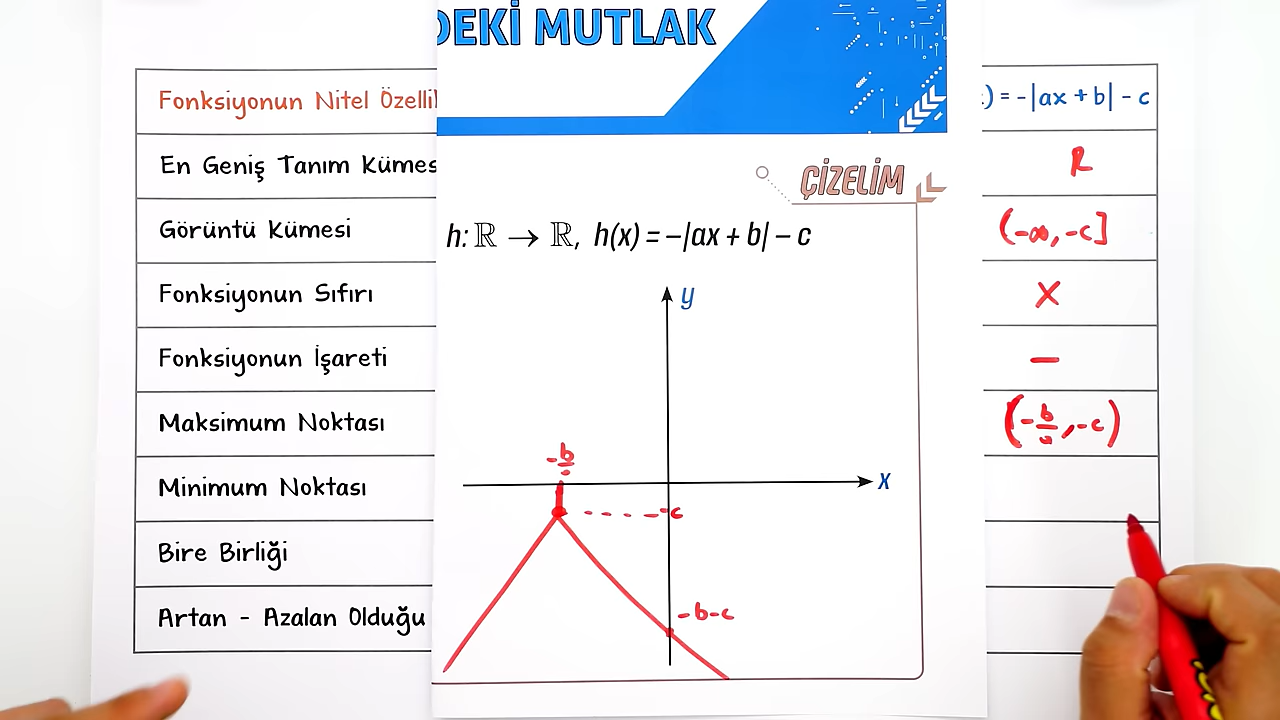 DEKİ MUTLAK
ÇİZELİM
h: ℝ → ℝ, h(x) = –|ax + b| – c
y
x
-b
-c
-b-c
Fonksiyonun Nitel Özelli
) = -|ax + b| - c
En Geniş Tanım Kümes
R
Görüntü Kümesi
(-∞, -c]
Fonksiyonun Sıfırı
X
Fonksiyonun İşareti
—
Maksimum Noktası
(-b/a, -c)
Minimum Noktası
Bire Birliği
Artan - Azalan Olduğu